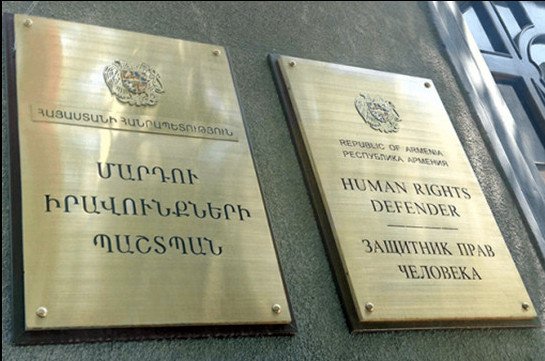 ՀԱՅԱՍՏԱՆԻ ՀԱՆՐԱՊԵՏՈՒԹՅՈՒՆ
ՄԱՐԴՈՒ
ԻՐԱՎՈՒՆՔՆԵՐԻ
ՊԱՇՏՊԱՆ
REPUBLIC OF ARMENIA
РЕСПУБЛИКА АРМЕНИЯ
HUMAN RIGHTS
DEFENDER
ЗАЩИТНИК ПРАВ
ЧЕЛОВЕКА